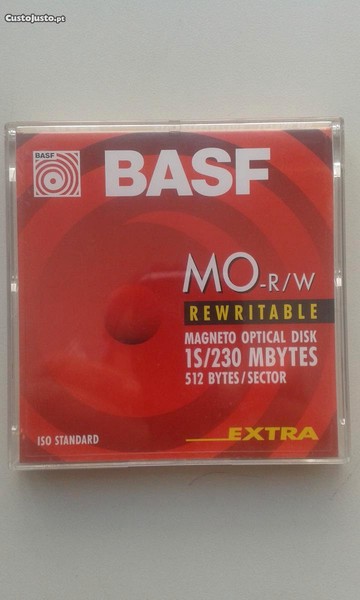 CustoJusto.pt
BASF
BASF
MO-R/W
REWRITABLE
MAGNETO OPTICAL DISK
1S/230 MBYTES
512 BYTES/SECTOR
ISO STANDARD
EXTRA